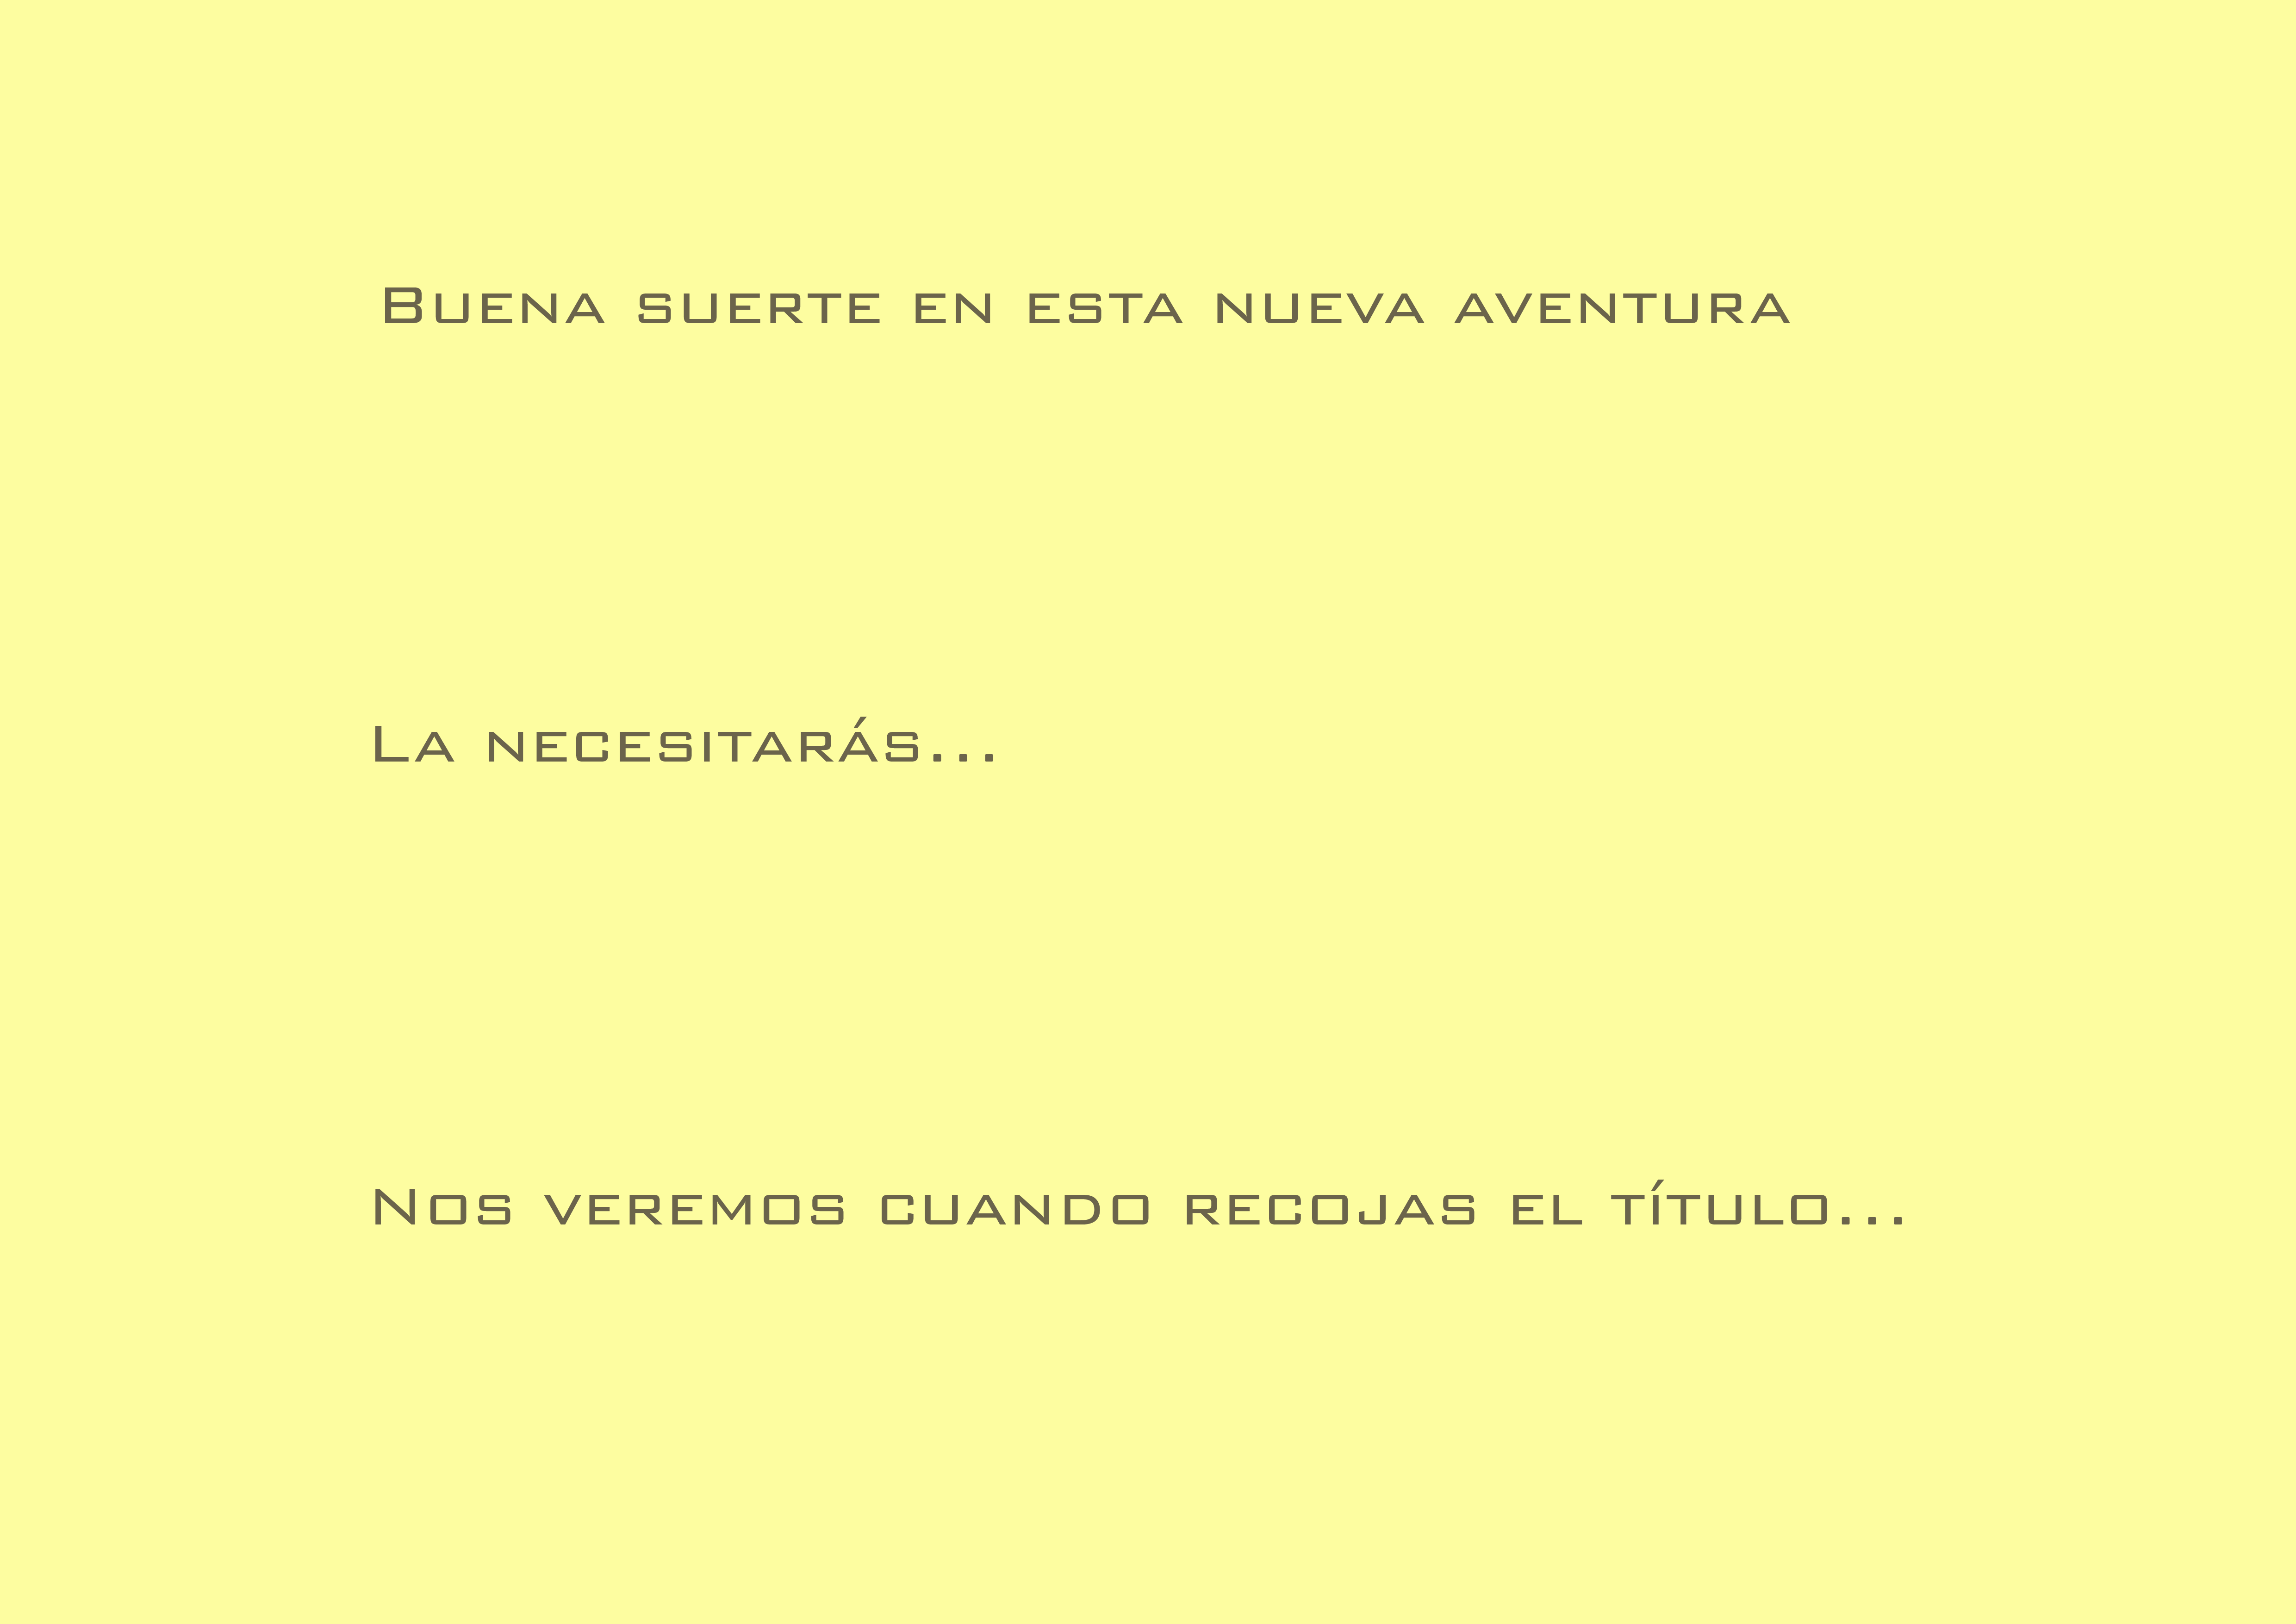 Buena suerte en esta nueva aventura
La necesitarás...
Nos veremos cuando recojas el título...